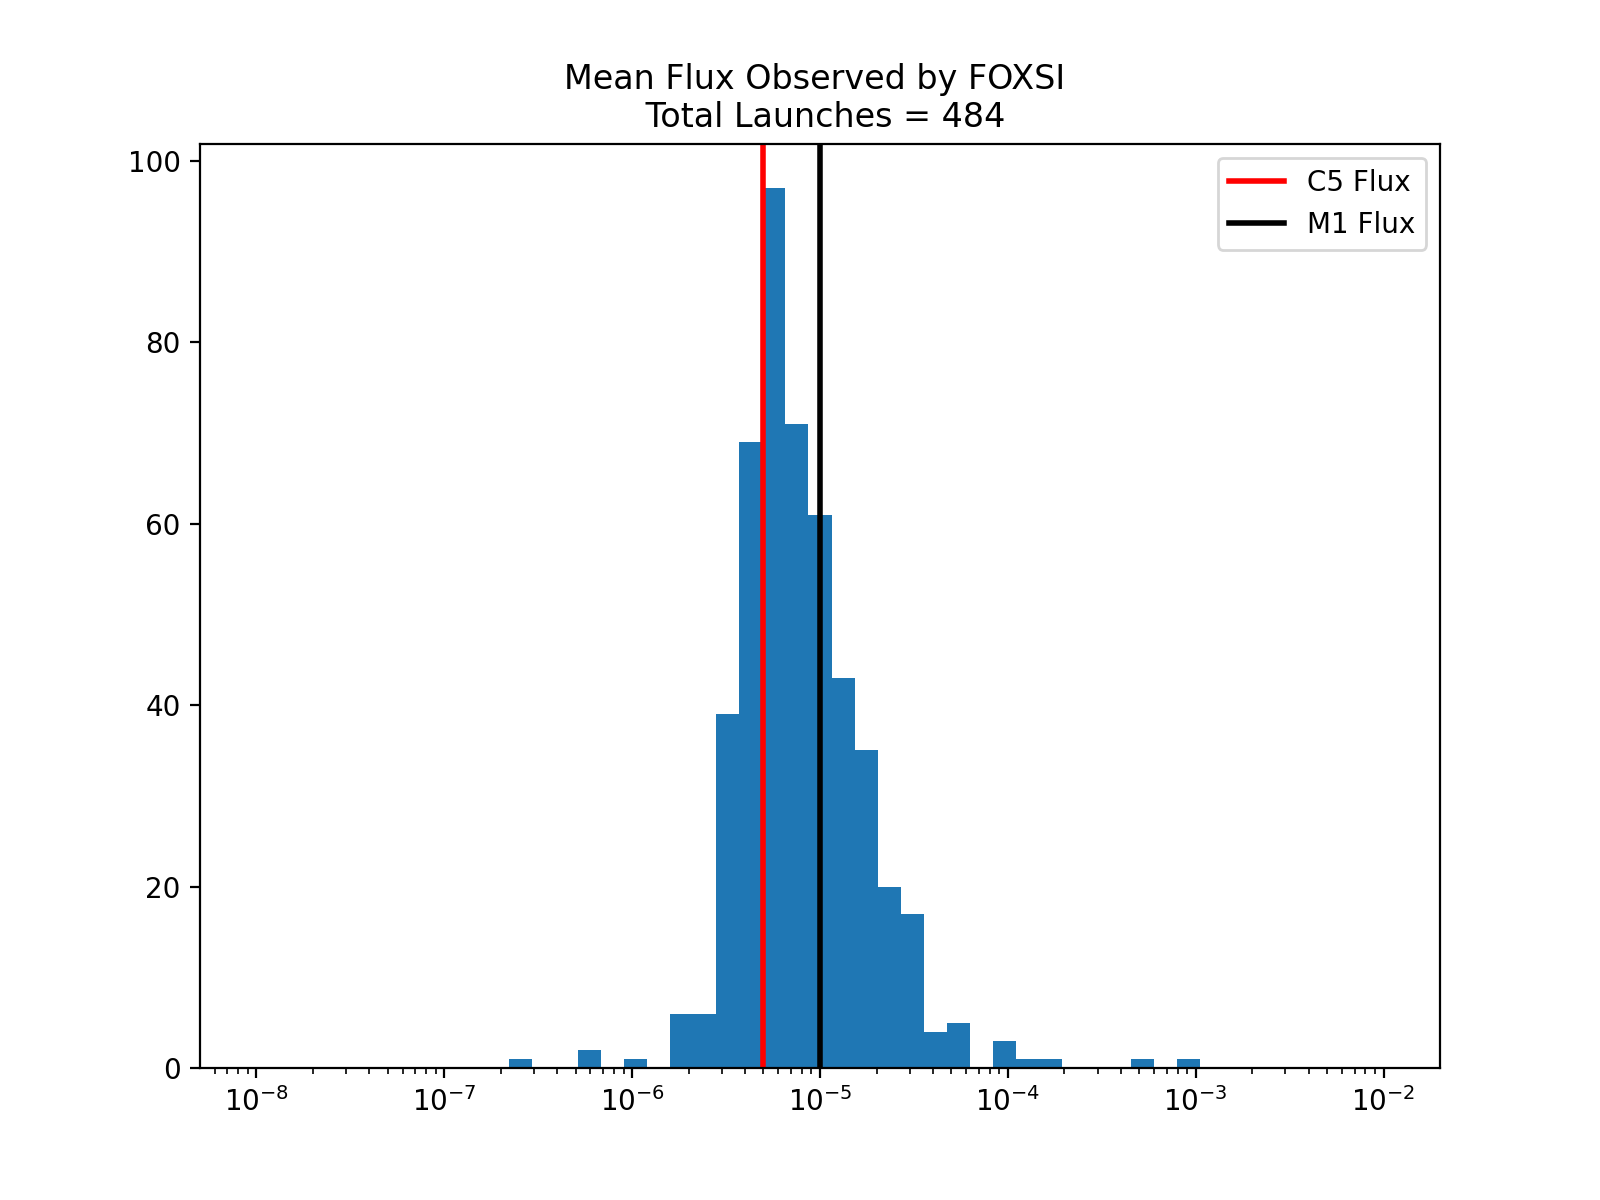 Mean Flux Observed by FOXSI
Total Launches = 484
C5 Flux
M1 Flux
100
80
60
40
20
0
10⁻⁸ 10⁻⁷ 10⁻⁶ 10⁻⁵ 10⁻⁴ 10⁻³ 10⁻²